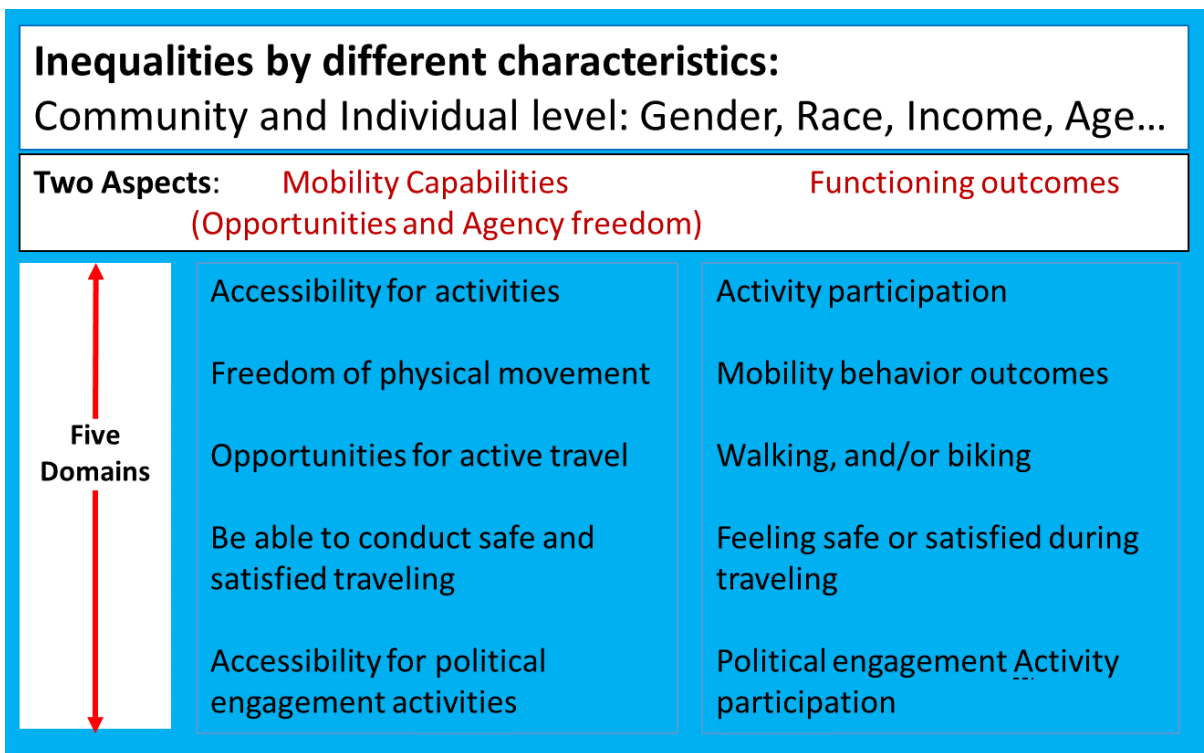 Inequalities by different characteristics:
Community and Individual level: Gender, Race, Income, Age…
Two Aspects: Mobility Capabilities Functioning outcomes
(Opportunities and Agency freedom)
Five
Domains
Accessibility for activities
Activity participation
Freedom of physical movement
Mobility behavior outcomes
Opportunities for active travel
Walking, and/or biking
Be able to conduct safe and
satisfied traveling
Feeling safe or satisfied during
traveling
Accessibility for political
engagement activities
Political engagement Activity
participation